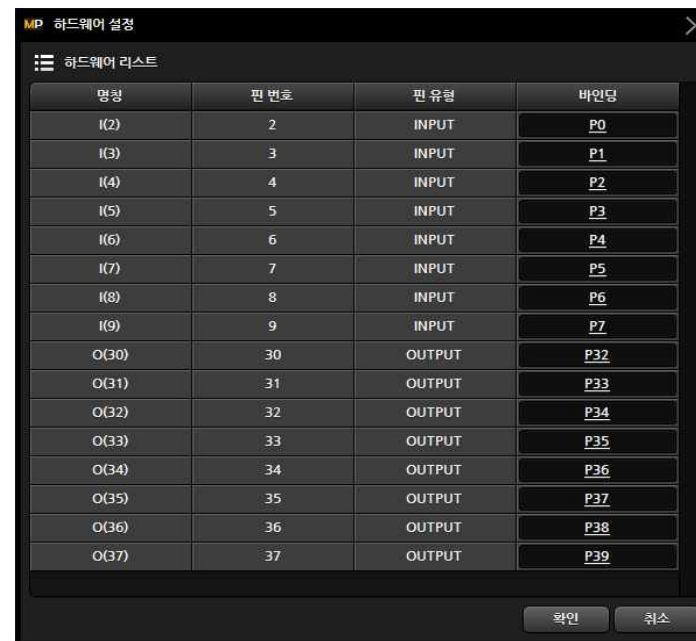 MP 하드웨어 설정
하드웨어 리스트
명칭 핀 번호 핀 유형 바인딩
I(2) 2 INPUT P0
I(3) 3 INPUT P1
I(4) 4 INPUT P2
I(5) 5 INPUT P3
I(6) 6 INPUT P4
I(7) 7 INPUT P5
I(8) 8 INPUT P6
I(9) 9 INPUT P7
O(30) 30 OUTPUT P32
O(31) 31 OUTPUT P33
O(32) 32 OUTPUT P34
O(33) 33 OUTPUT P35
O(34) 34 OUTPUT P36
O(35) 35 OUTPUT P37
O(36) 36 OUTPUT P38
O(37) 37 OUTPUT P39
확인 취소